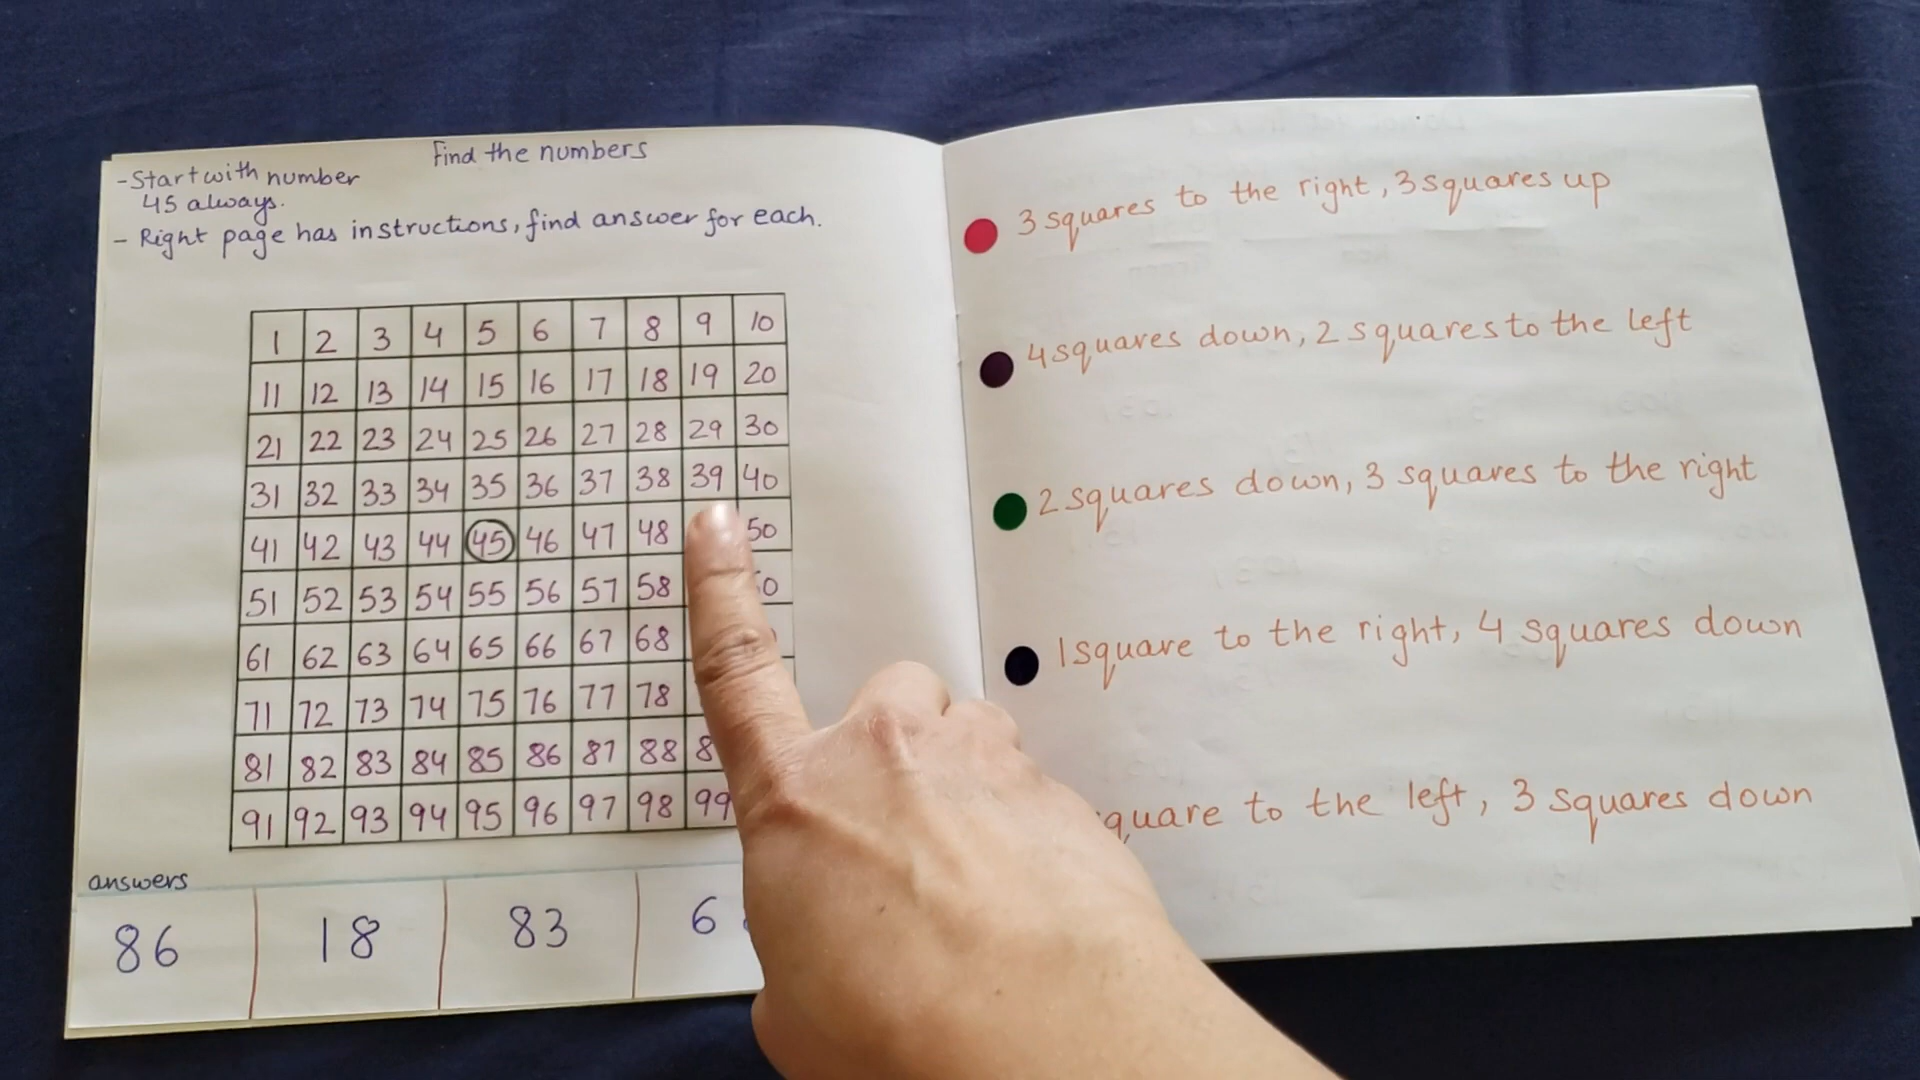 Find the numbers
- Start with number
45 always.
- Right page has instructions, find answer for each.
1 2 3 4 5 6 7 8 9 10
11 12 13 14 15 16 17 18 19 20
21 22 23 24 25 26 27 28 29 30
31 32 33 34 35 36 37 38 39 40
41 42 43 44 45 46 47 48 50
51 52 53 54 55 56 57 58
61 62 63 64 65 66 67 68
71 72 73 74 75 76 77 78
81 82 83 84 85 86 87 88
91 92 93 94 95 96 97 98 99
answers
86 18 83 6
3 squares to the right, 3 squares up
4 squares down, 2 squares to the left
2 squares down, 3 squares to the right
1 square to the right, 4 squares down
quare to the left, 3 squares down